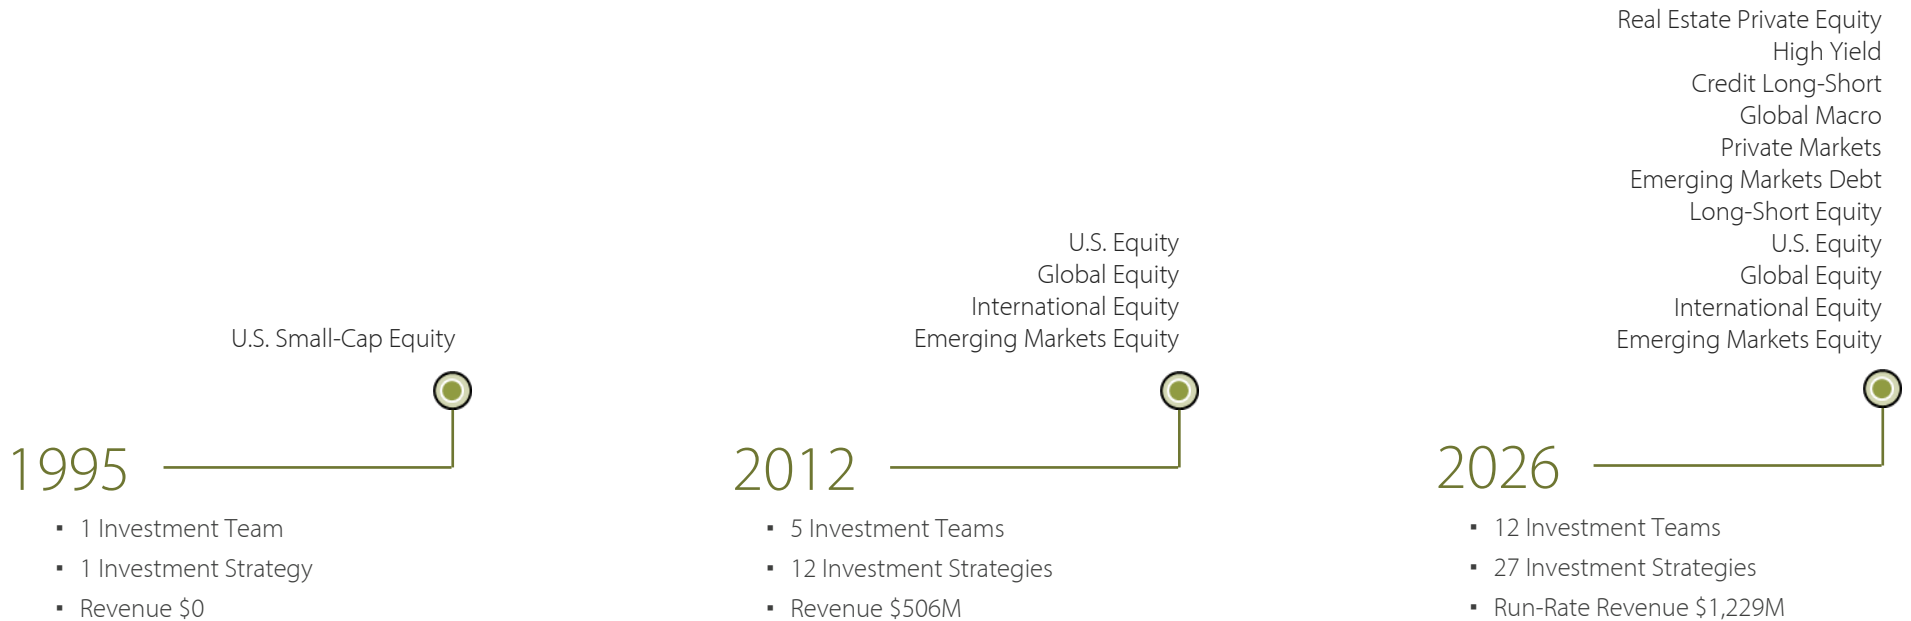 U.S. Small-Cap Equity
1995
▪ 1 Investment Team
▪ 1 Investment Strategy
▪ Revenue $0
U.S. Equity
Global Equity
International Equity
Emerging Markets Equity
2012
▪ 5 Investment Teams
▪ 12 Investment Strategies
▪ Revenue $506M
Real Estate Private Equity
High Yield
Credit Long-Short
Global Macro
Private Markets
Emerging Markets Debt
Long-Short Equity
U.S. Equity
Global Equity
International Equity
Emerging Markets Equity
2026
▪ 12 Investment Teams
▪ 27 Investment Strategies
▪ Run-Rate Revenue $1,229M